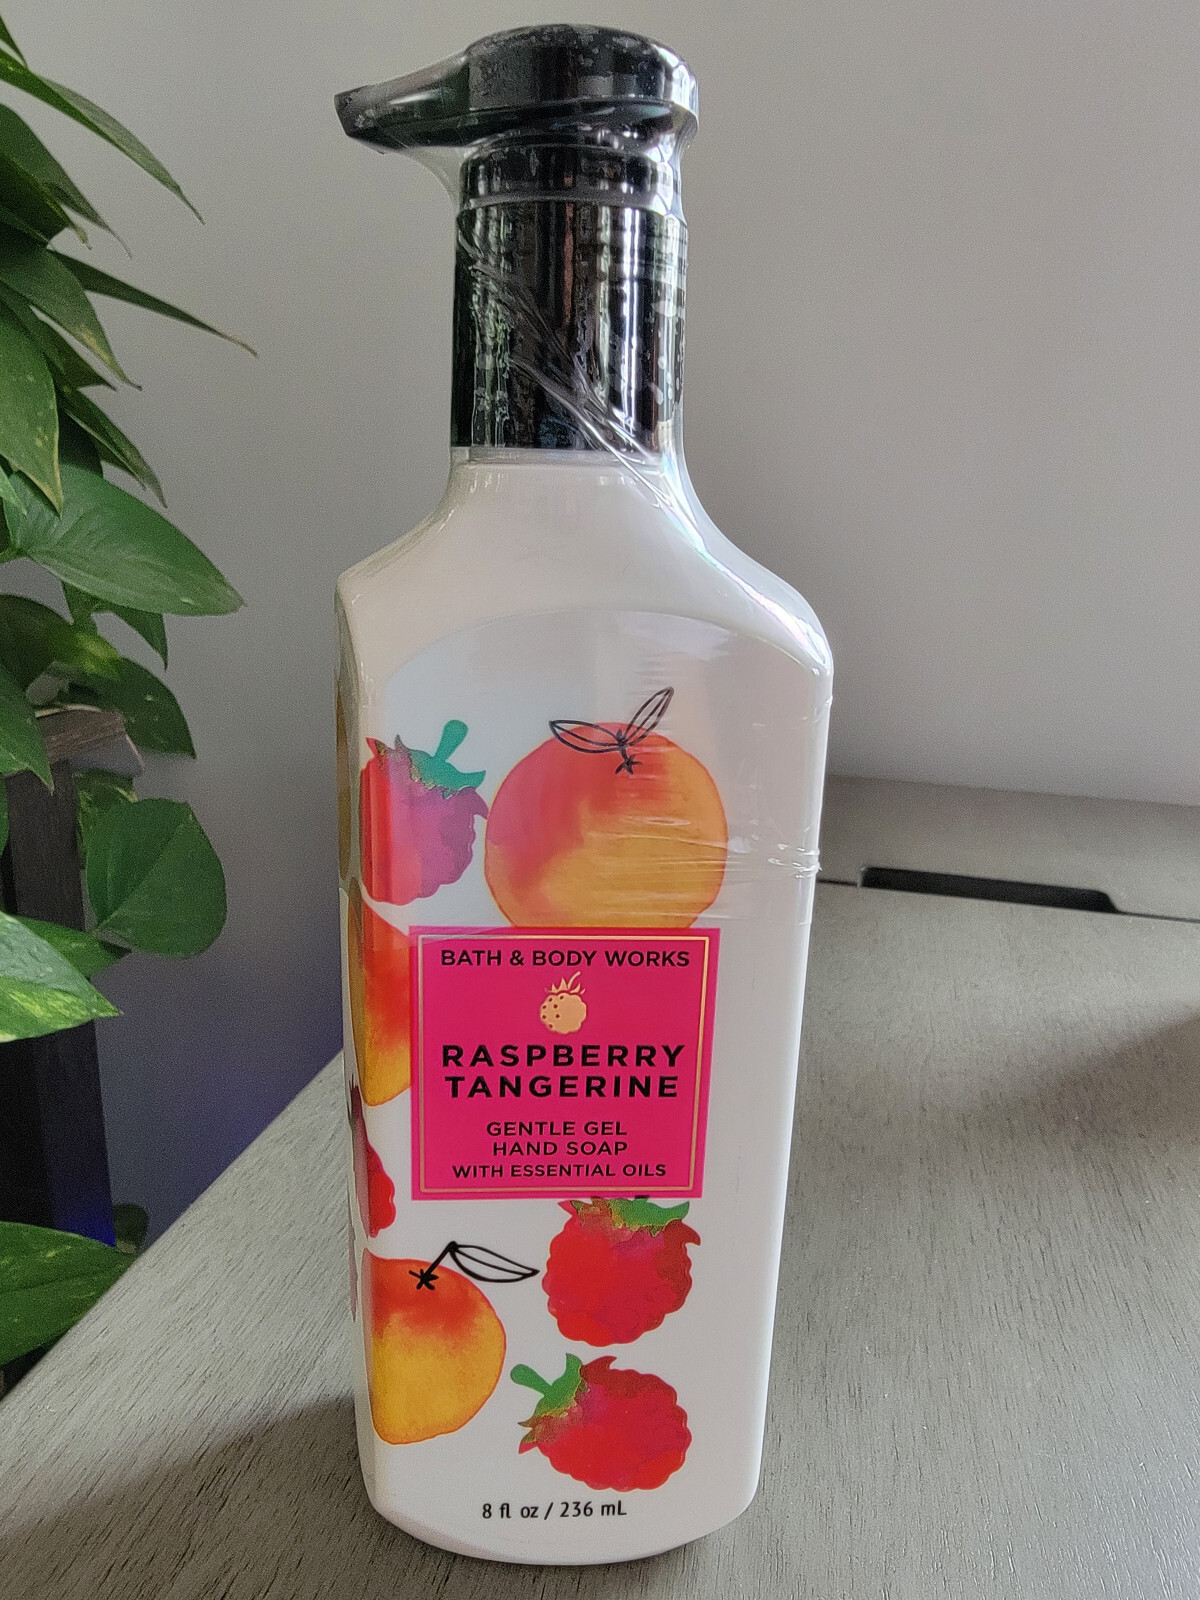 BATH & BODY WORKS
RASPBERRY
TANGERINE
GENTLE GEL
HAND SOAP
WITH ESSENTIAL OILS
8 fl oz / 236 mL